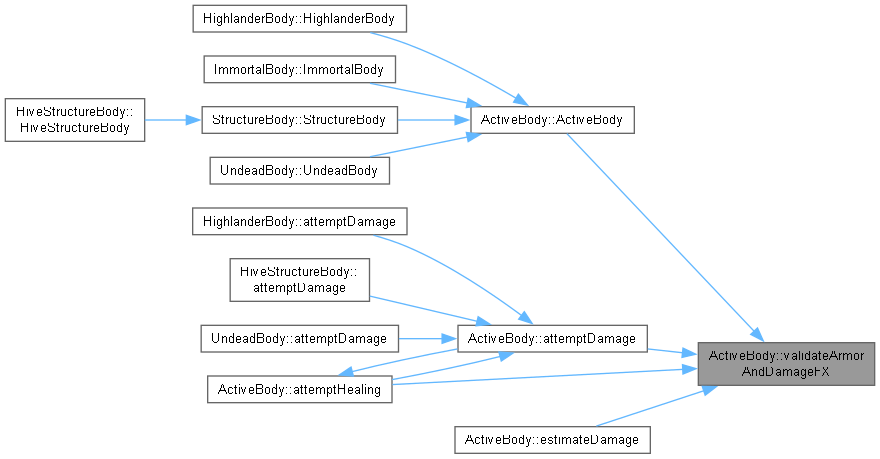 HighlanderBody::HighlanderBody
ImmortalBody::ImmortalBody
HiveStructureBody::
HiveStructureBody
StructureBody::StructureBody
ActiveBody::ActiveBody
UndeadBody::UndeadBody
HighlanderBody::attemptDamage
HiveStructureBody::
attemptDamage
UndeadBody::attemptDamage
ActiveBody::attemptDamage
ActiveBody::validateArmor
AndDamageFX
ActiveBody::attemptHealing
ActiveBody::estimateDamage